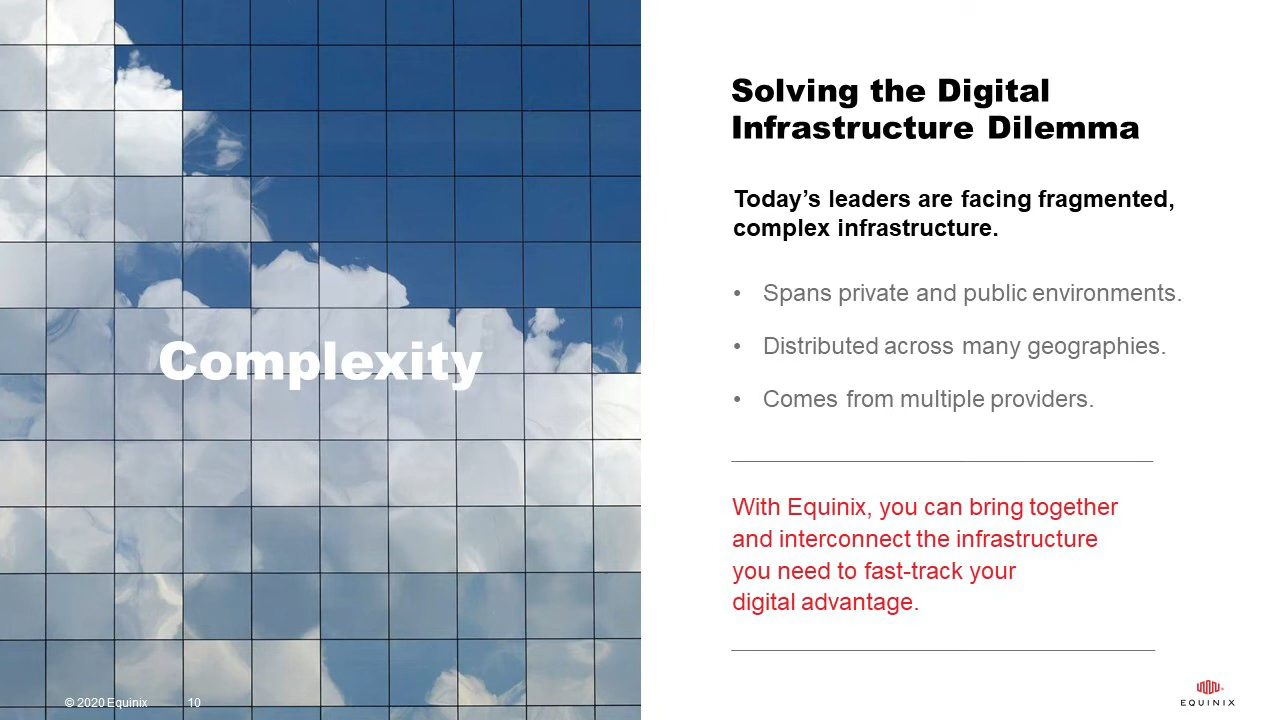 Complexity
Solving the Digital
Infrastructure Dilemma
Today’s leaders are facing fragmented,
complex infrastructure.
• Spans private and public environments.
• Distributed across many geographies.
• Comes from multiple providers.
With Equinix, you can bring together
and interconnect the infrastructure
you need to fast-track your
digital advantage.
© 2020 Equinix 10
EQUINIX